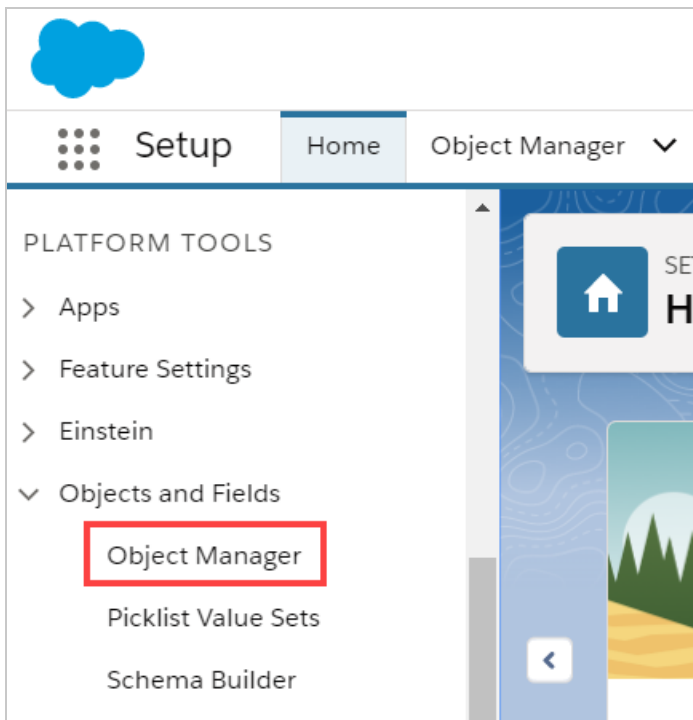 Setup
Home
Object Manager
PLATFORM TOOLS
Apps
Feature Settings
Einstein
Objects and Fields
Object Manager
Picklist Value Sets
Schema Builder
SE
H